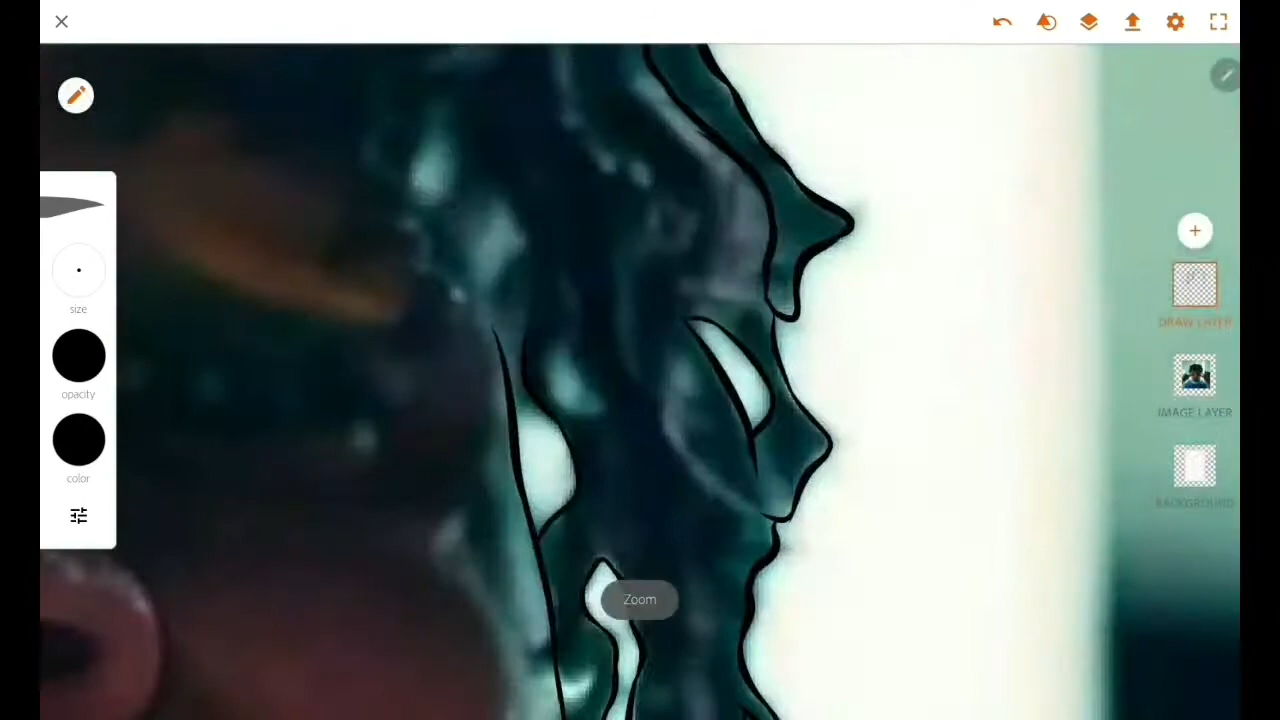 size
opacity
color
DRAW LAYER
IMAGE LAYER
BACKGROUND
Zoom